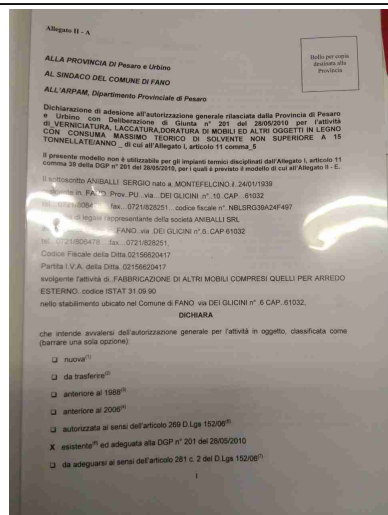 Allegato II - A
Bollo per copia
destinata alla
Provincia
ALLA PROVINCIA DI Pesaro e Urbino
AL SINDACO DEL COMUNE DI FANO
ALL'ARPAM, Dipartimento Provinciale di Pesaro
Dichiarazione di adesione all'autorizzazione generale rilasciata dalla Provincia di Pesaro
e Urbino con Deliberazione di Giunta n° 201 del 28/05/2010 per l'attività
di_VERNICIATURA, LACCATURA,DORATURA DI MOBILI ED ALTRI OGGETTI IN LEGNO
CON CONSUMA MASSIMO TEORICO DI SOLVENTE NON SUPERIORE A 15
TONNELLATE/ANNO _ di cui all'Allegato I, articolo 11 comma_5
Il presente modello non è utilizzabile per gli impianti termici disciplinati dall'Allegato I, articolo 11
comma 39 della DGP n° 201 del 28/05/2010, per i quali è previsto il modello di cui all'Allegato II - E.
Il sottoscritto ANIBALLI SERGIO nato a..MONTEFELCINO il..24/01/1939
in..FANO..Prov. PU...via...DEI GLICINI .n°..10..CAP...61032
fax...0721/828251...codice fiscale n°..NBLSRG39A24F497
di legale rappresentante della società ANIBALLI SRL
FANO..via DEI GLICINI n°.6..CAP.61032
tel...0721/806476....fax...0721/828251,
Codice Fiscale della Ditta 02156620417
Partita I.V.A. della Ditta. 02156620417
svolgente l'attività di..FABBRICAZIONE DI ALTRI MOBILI COMPRESI QUELLI PER ARREDO
ESTERNO. codice ISTAT 31.09.90
nello stabilimento ubicato nel Comune di FANO via DEI GLICINI n° .6 CAP..61032,
DICHIARA
che intende avvalersi dell'autorizzazione generale per l'attività in oggetto, classificata come
(barrare una sola opzione):
❏ nuova(1)
❏ da trasferire(2)
❏ anteriore al 1988(3)
❏ anteriore al 2006(4)
❏ autorizzata ai sensi dell'articolo 269 D.Lgs 152/06(5)
X esistente(6) ed adeguata alla DGP n° 201 del 28/05/2010
❏ da adeguarsi ai sensi dell'articolo 281 c. 2 del D.Lgs 152/06(7)
1